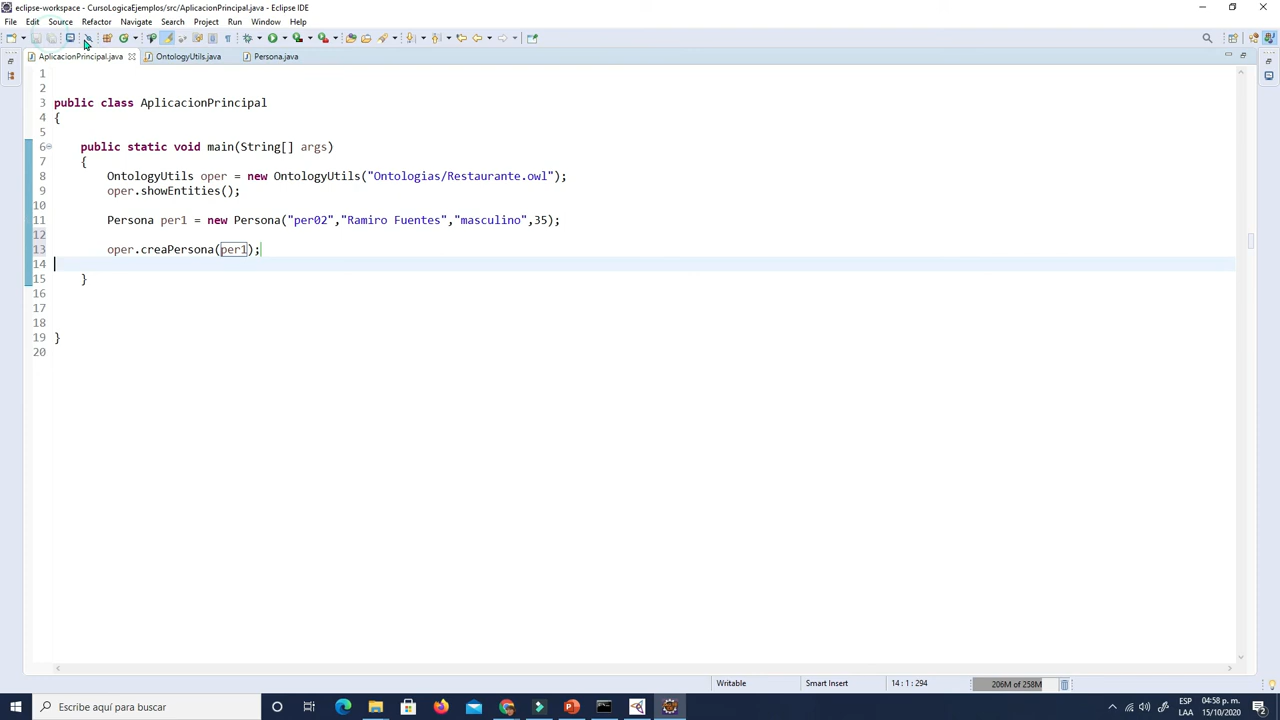 eclipse-workspace - CursoLogicaEjemplos/src/AplicacionPrincipal.java - Eclipse IDE
File Edit Source Refactor Navigate Search Project Run Window Help
AplicacionPrincipal.java OntologyUtils.java Persona.java
1
2
3 public class AplicacionPrincipal
4 {
5
6 public static void main(String[] args)
7 {
8 OntologyUtils oper = new OntologyUtils("Ontologias/Restaurante.owl");
9 oper.showEntities();
10
11 Persona per1 = new Persona("per02","Ramiro Fuentes","masculino",35);
12
13 oper.creaPersona(per1);
14
15 }
16
17
18
19 }
20
Writable Smart Insert 14 : 1 : 294 206M of 258M
Escribe aquí para buscar
ESP 04:58 p. m.
LAA 15/10/2020
2